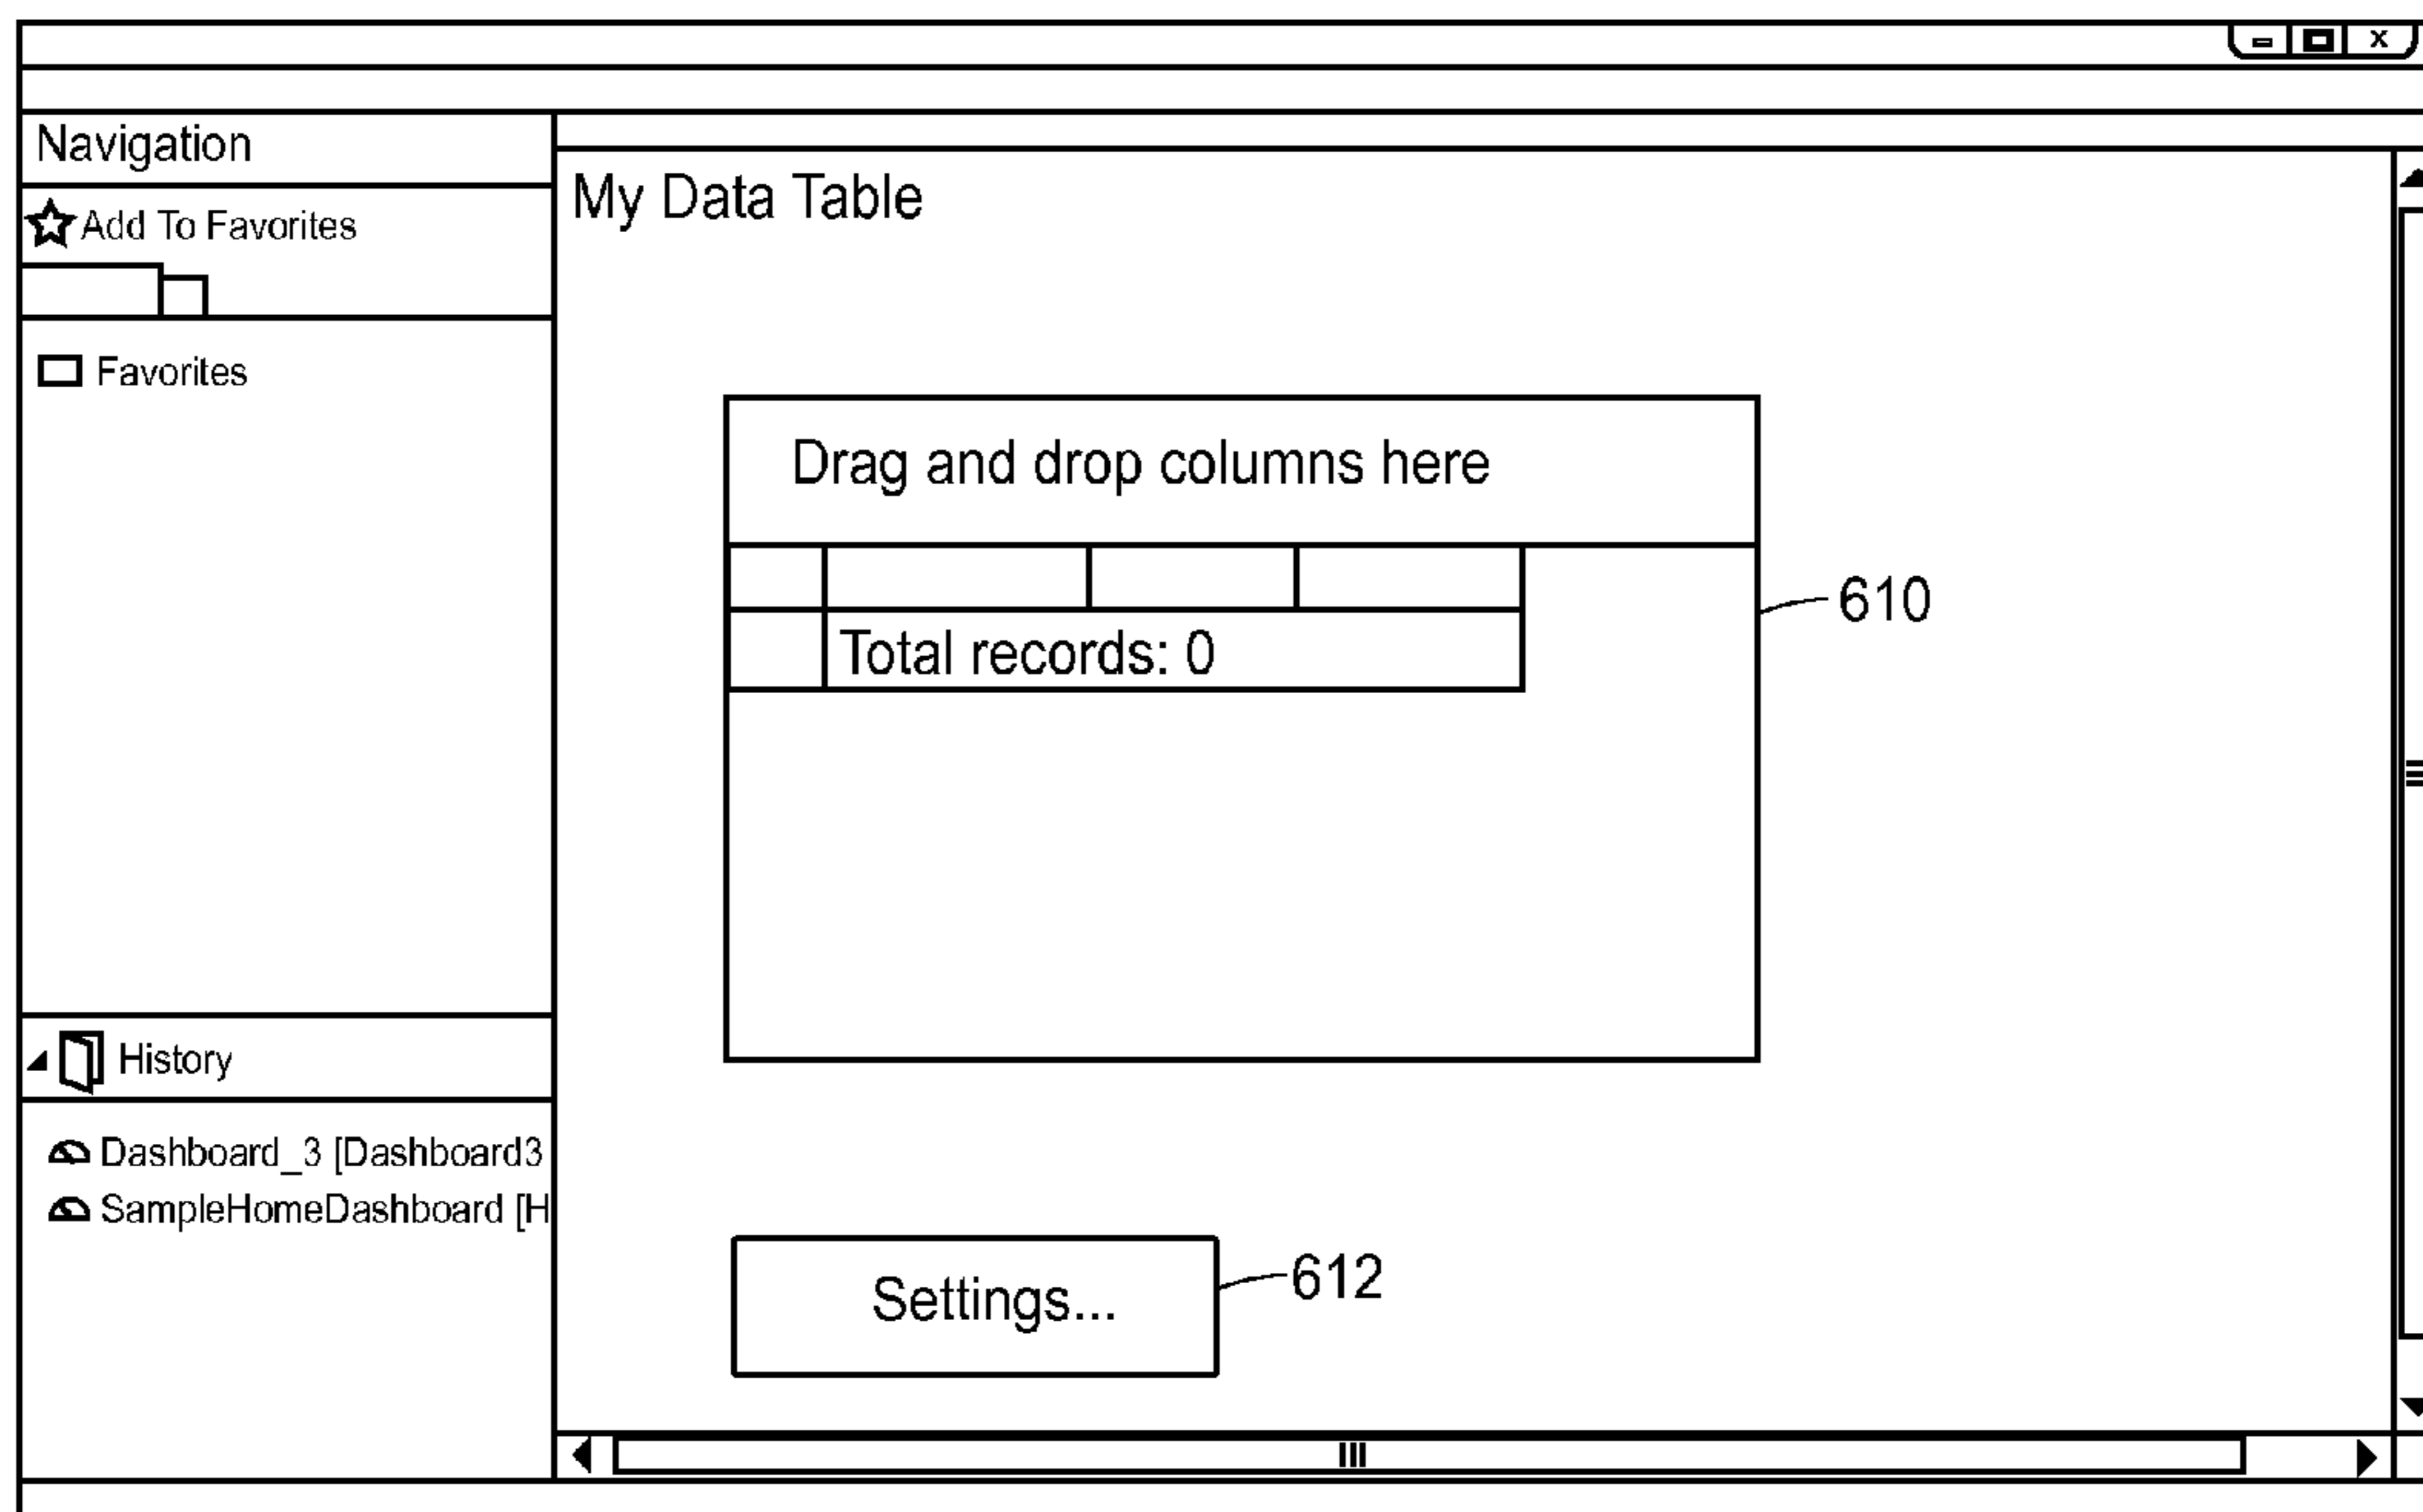 x
Navigation
Add To Favorites
Favorites
History
Dashboard_3 [Dashboard3
SampleHomeDashboard [H
My Data Table
Drag and drop columns here
Total records: 0
610
Settings...
612